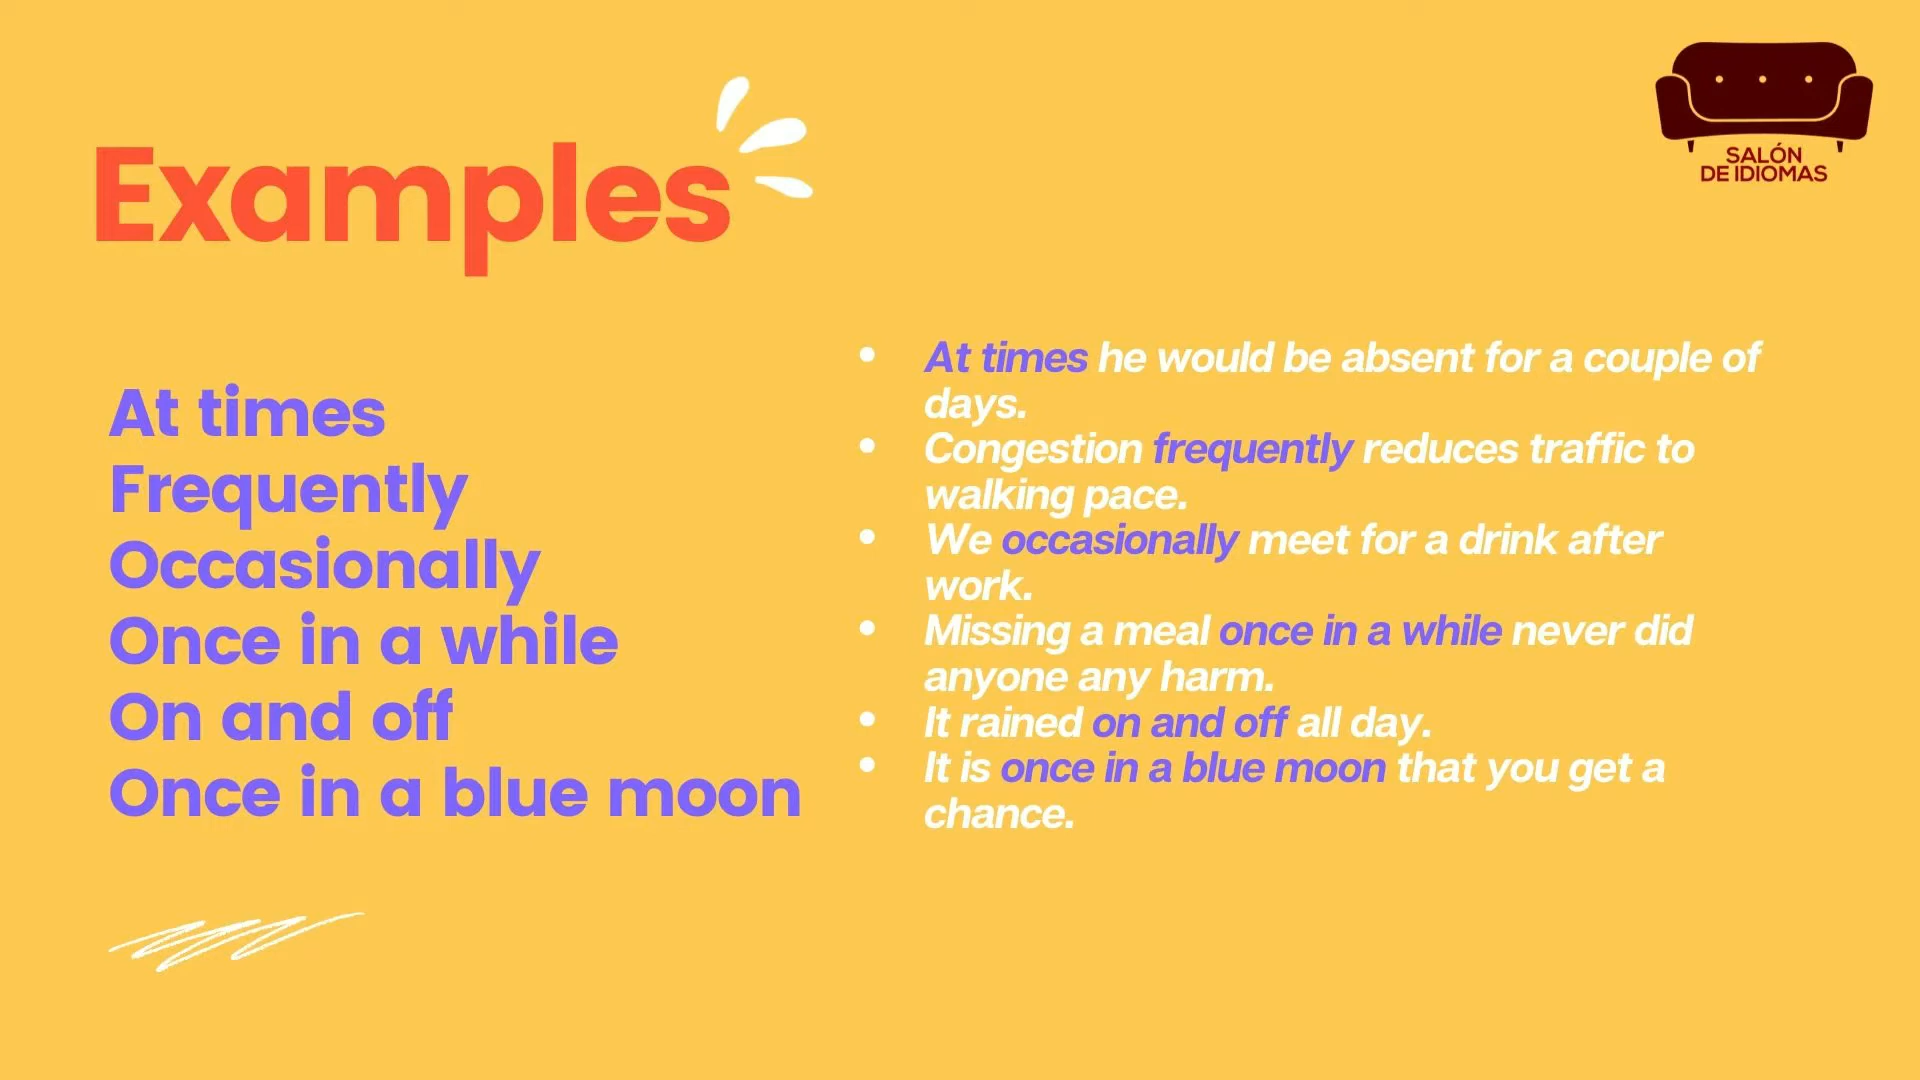 SALÓN
DE IDIOMAS
Examples
At times
Frequently
Occasionally
Once in a while
On and off
Once in a blue moon
• At times he would be absent for a couple of
days.
• Congestion frequently reduces traffic to
walking pace.
• We occasionally meet for a drink after
work.
• Missing a meal once in a while never did
anyone any harm.
• It rained on and off all day.
• It is once in a blue moon that you get a
chance.